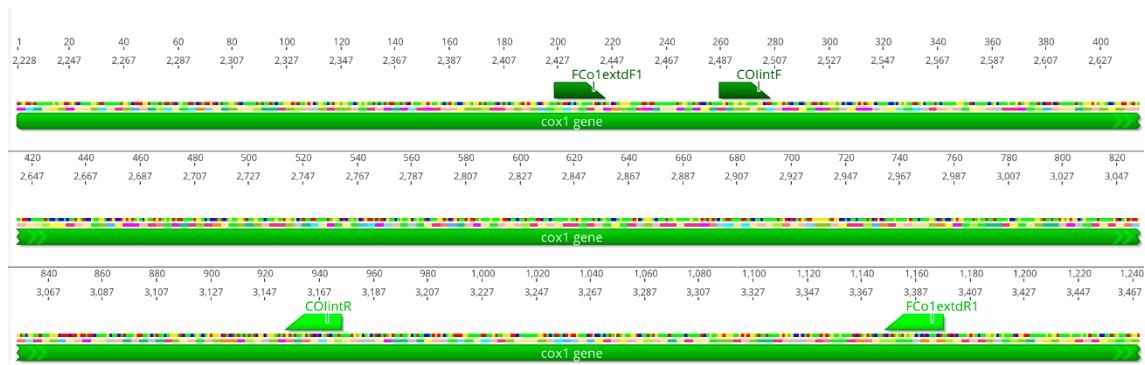 1 20 40 60 80 100 120 140 160 180 200 220 240 260 280 300 320 340 360 380 400
2,228 2,247 2,267 2,287 2,307 2,327 2,347 2,367 2,387 2,407 2,427 2,447 2,467 2,487 2,507 2,527 2,547 2,567 2,587 2,607 2,627
FCo1extdF1 COIintF
cox1 gene
420 440 460 480 500 520 540 560 580 600 620 640 660 680 700 720 740 760 780 800 820
2,647 2,667 2,687 2,707 2,727 2,747 2,767 2,787 2,807 2,827 2,847 2,867 2,887 2,907 2,927 2,947 2,967 2,987 3,007 3,027 3,047
cox1 gene
840 860 880 900 920 940 960 980 1,000 1,020 1,040 1,060 1,080 1,100 1,120 1,140 1,160 1,180 1,200 1,220 1,240
3,067 3,087 3,107 3,127 3,147 3,167 3,187 3,207 3,227 3,247 3,267 3,287 3,307 3,327 3,347 3,367 3,387 3,407 3,427 3,447 3,467
COIintR FCo1extdR1
cox1 gene